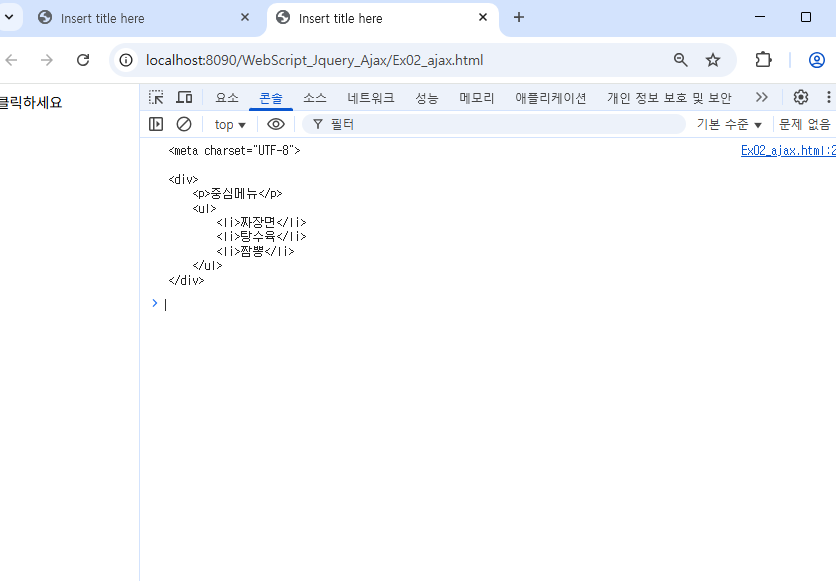 Insert title here
Insert title here
localhost:8090/WebScript_Jquery_Ajax/Ex02_ajax.html
클릭하세요
요소 콘솔 소스 네트워크 성능 메모리 애플리케이션 개인 정보 보호 및 보안
top 필터 기본 수준 문제 없음
<meta charset="UTF-8"> Ex02_ajax.html:2
<div>
<p>중심메뉴</p>
<ul>
<li>짜장면</li>
<li>탕수육</li>
<li>짬뽕</li>
</ul>
</div>